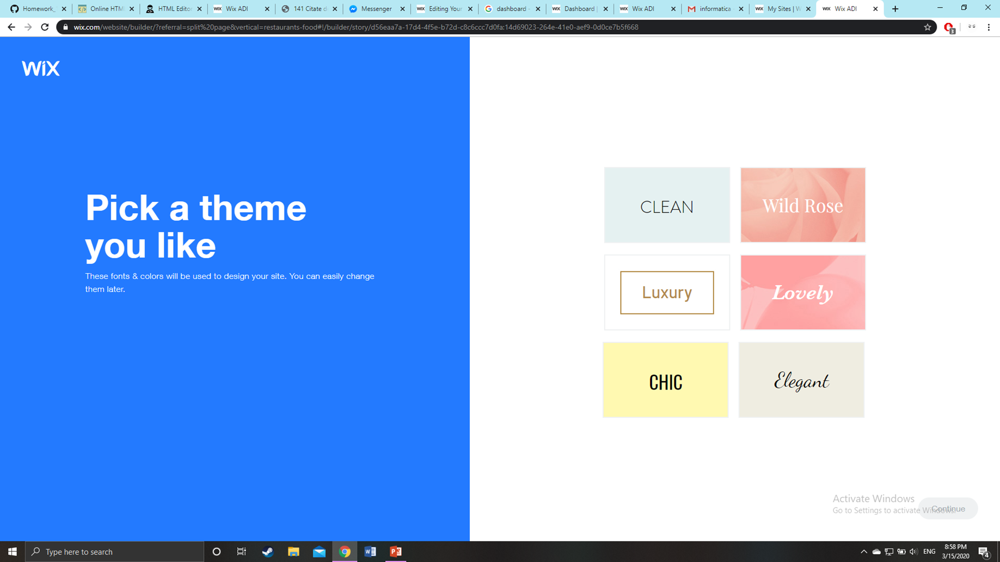 Homework_
Online HTML
HTML Editor
Wix ADI
141 Citate d
Messenger
Editing Your
dashboard -
Dashboard |
Wix ADI
informatica -
My Sites | W
Wix ADI
wix.com/website/builder/?referral=split%20page&vertical=restaurants-food#!/builder/story/d56eaa7a-17d4-4f5e-b72d-c8c6ccc7d0fa:14d69023-264e-41e0-aef9-0d0ce7b5f668
3
WiX
Pick a theme
you like
These fonts & colors will be used to design your site. You can easily change
them later.
CLEAN
Wild Rose
Luxury
Lovely
CHIC
Elegant
Activate Windows
Go to Settings to activate Windows.
Continue
Type here to search
ENG
8:58 PM
3/15/2020
4